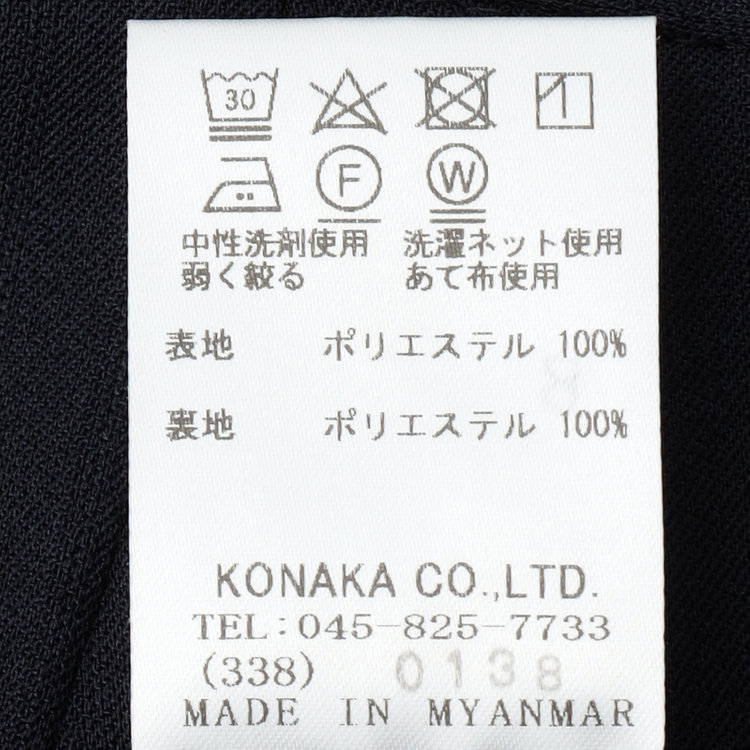 30
F W
中性洗剤使用 洗濯ネット使用
弱く絞る あて布使用
表地 ポリエステル 100%
裏地 ポリエステル 100%
KONAKA CO.,LTD.
TEL:045-825-7733
(338) 0138
MADE IN MYANMAR